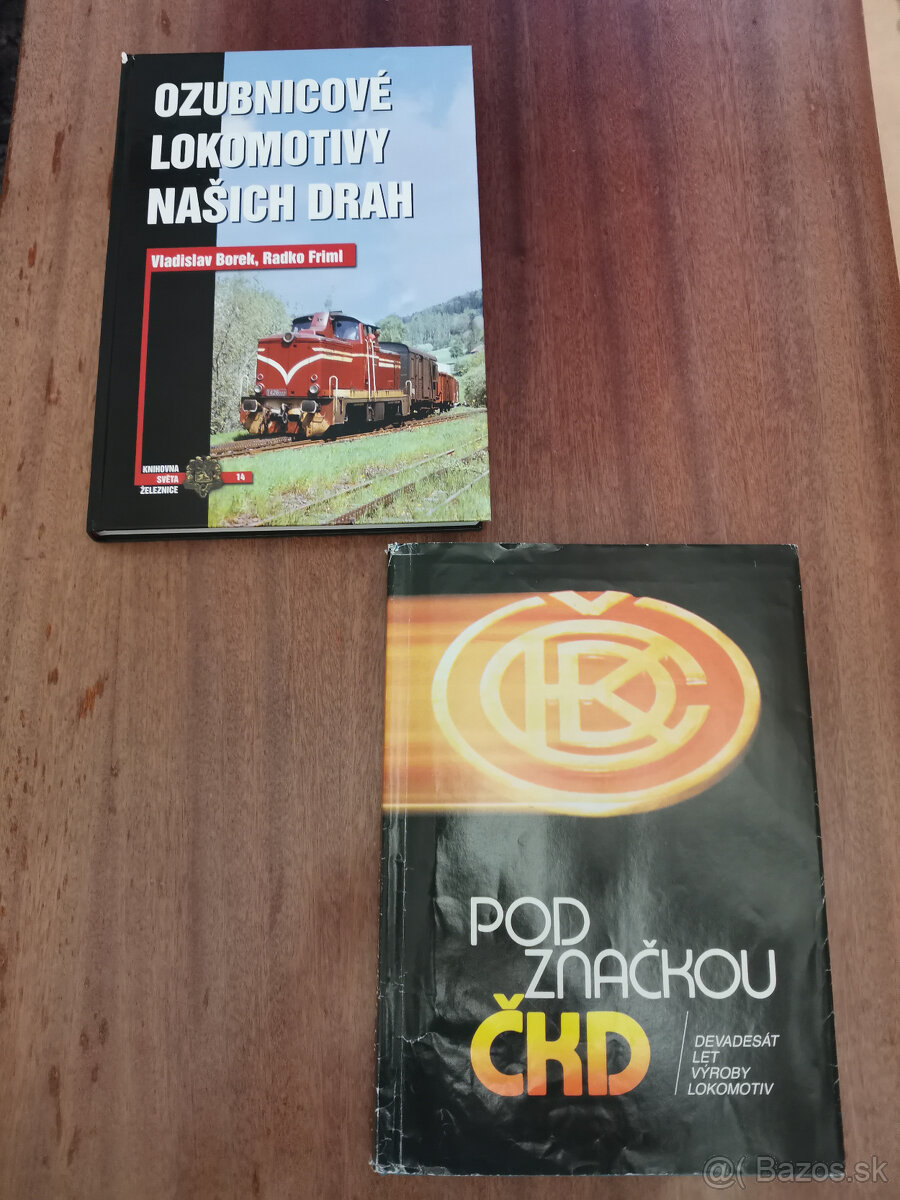 OZUBNICOVÉ
LOKOMOTIVY
NAŠICH DRAH
Vladislav Borek, Radko Friml
KNIHOVNA
SVĚTA
ŽELEZNICE
14
ČKD
POD
ZNAČKOU
ČKD
DEVADESÁT
LET
VÝROBY
LOKOMOTIV
@( Bazos.sk